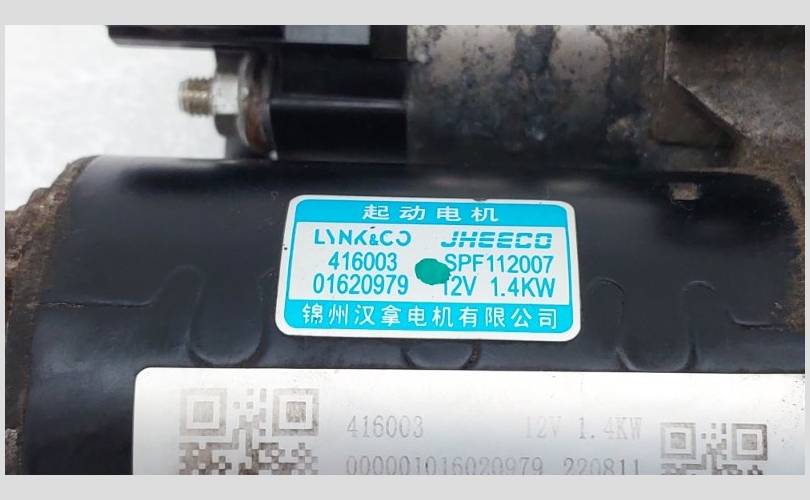 起动电机
LYNK&CO JHEECO
416003 SPF112007
01620979 12V 1.4KW
锦州汉拿电机有限公司
416003 12V 1.4KW
000001016020979 220811